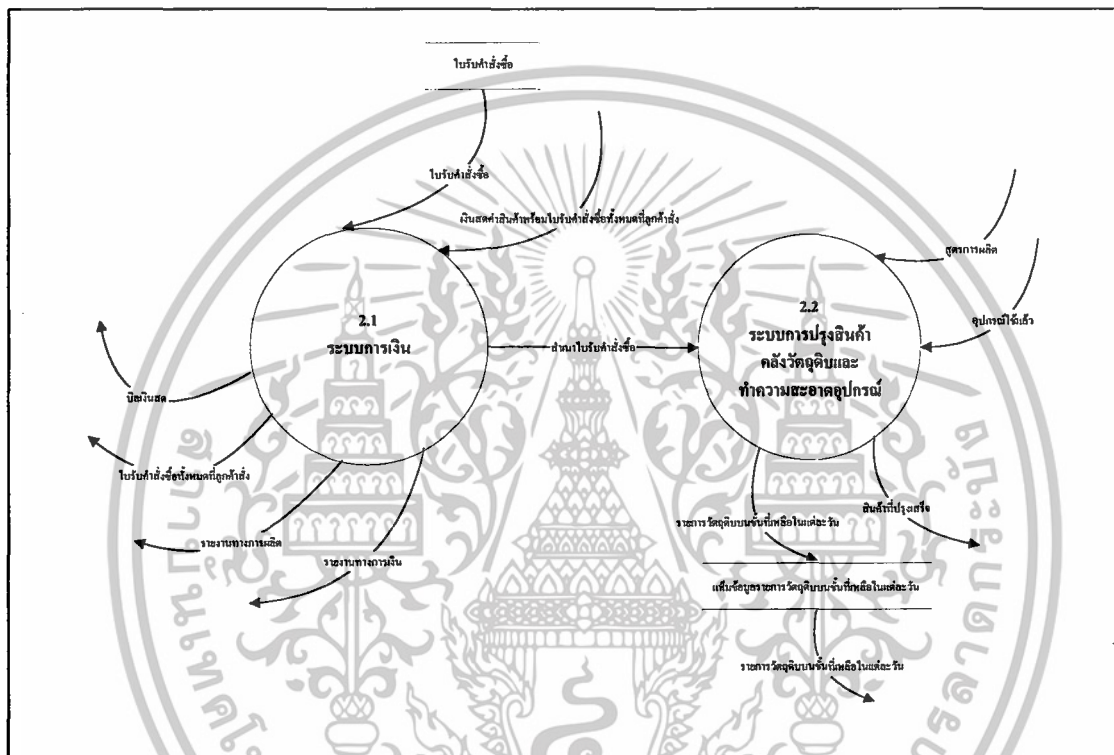 ใบรับคำสั่งซื้อ
ใบรับคำสั่งซื้อ
เงินสดค่าสินค้าพร้อมใบรับคำสั่งซื้อทั้งหมดที่ลูกค้าสั่ง
สูตรการผลิต
2.1
ระบบการเงิน
สำเนาใบรับคำสั่งซื้อ
2.2
ระบบการปรุงสินค้า
คลังวัตถุดิบและ
ทำความสะอาดอุปกรณ์
อุปกรณ์ใช้แล้ว
บิลเงินสด
ใบรับคำสั่งซื้อทั้งหมดที่ลูกค้าสั่ง
รายงานทางการผลิต
รายงานทางการเงิน
รายการวัตถุดิบบนชั้นที่เหลือในแต่ละวัน
สินค้าที่ปรุงเสร็จ
แฟ้มข้อมูลรายการวัตถุดิบบนชั้นที่เหลือในแต่ละวัน
รายการวัตถุดิบบนชั้นที่เหลือในแต่ละวัน